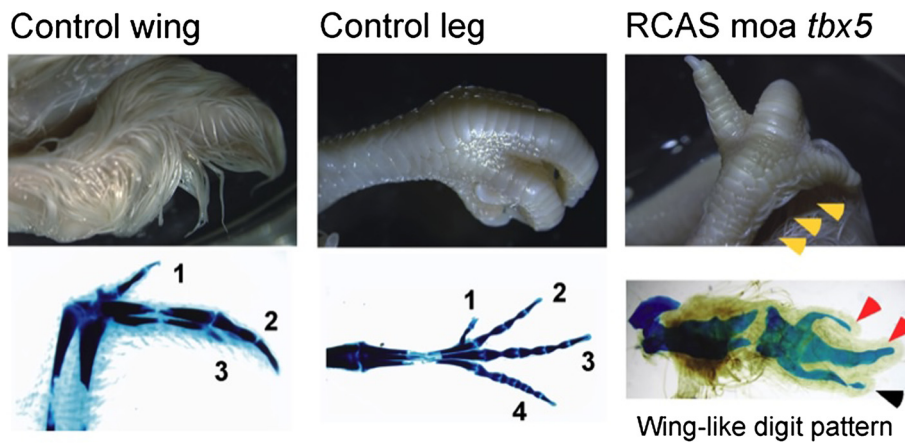 Control wing
Control leg
RCAS moa tbx5
1
2
3
1
2
3
4
Wing-like digit pattern